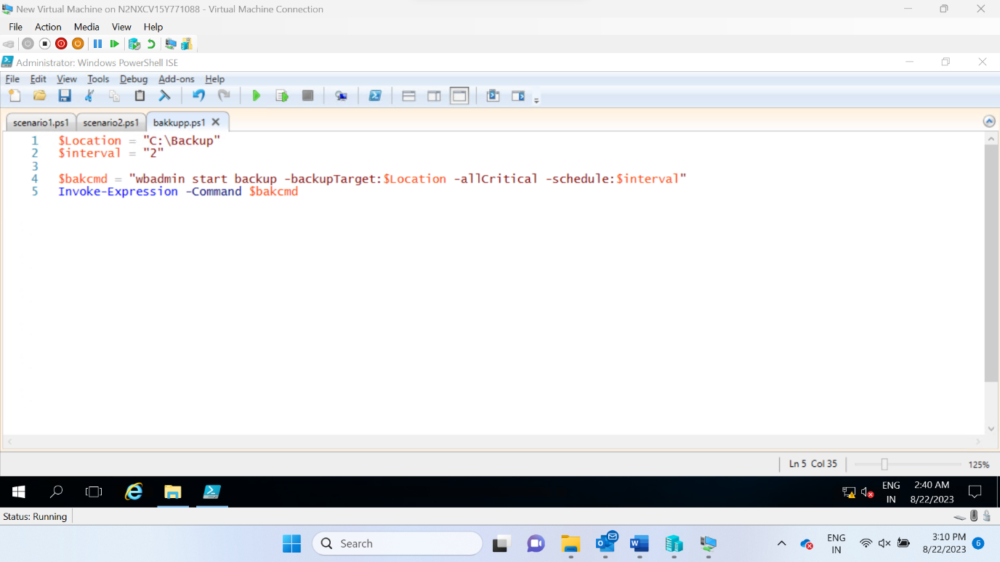 New Virtual Machine on N2NXCV15Y771088 - Virtual Machine Connection
File Action Media View Help
Administrator: Windows PowerShell ISE
File Edit View Tools Debug Add-ons Help
scenario1.ps1 scenario2.ps1 bakkupp.ps1
1 $Location = "C:\Backup"
2 $interval = "2"
3
4 $bakcmd = "wbadmin start backup -backupTarget:$Location -allCritical -schedule:$interval"
5 Invoke-Expression -Command $bakcmd
Ln 5 Col 35 125%
ENG 2:40 AM
IN 8/22/2023
Status: Running
Search
ENG 3:10 PM
IN 8/22/2023 6